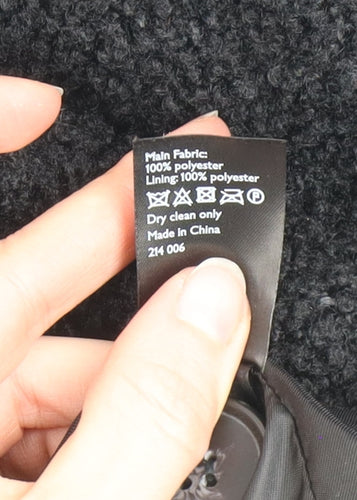 Main Fabric:
100% polyester
Lining: 100% polyester
P
Dry clean only
Made in China
214 006